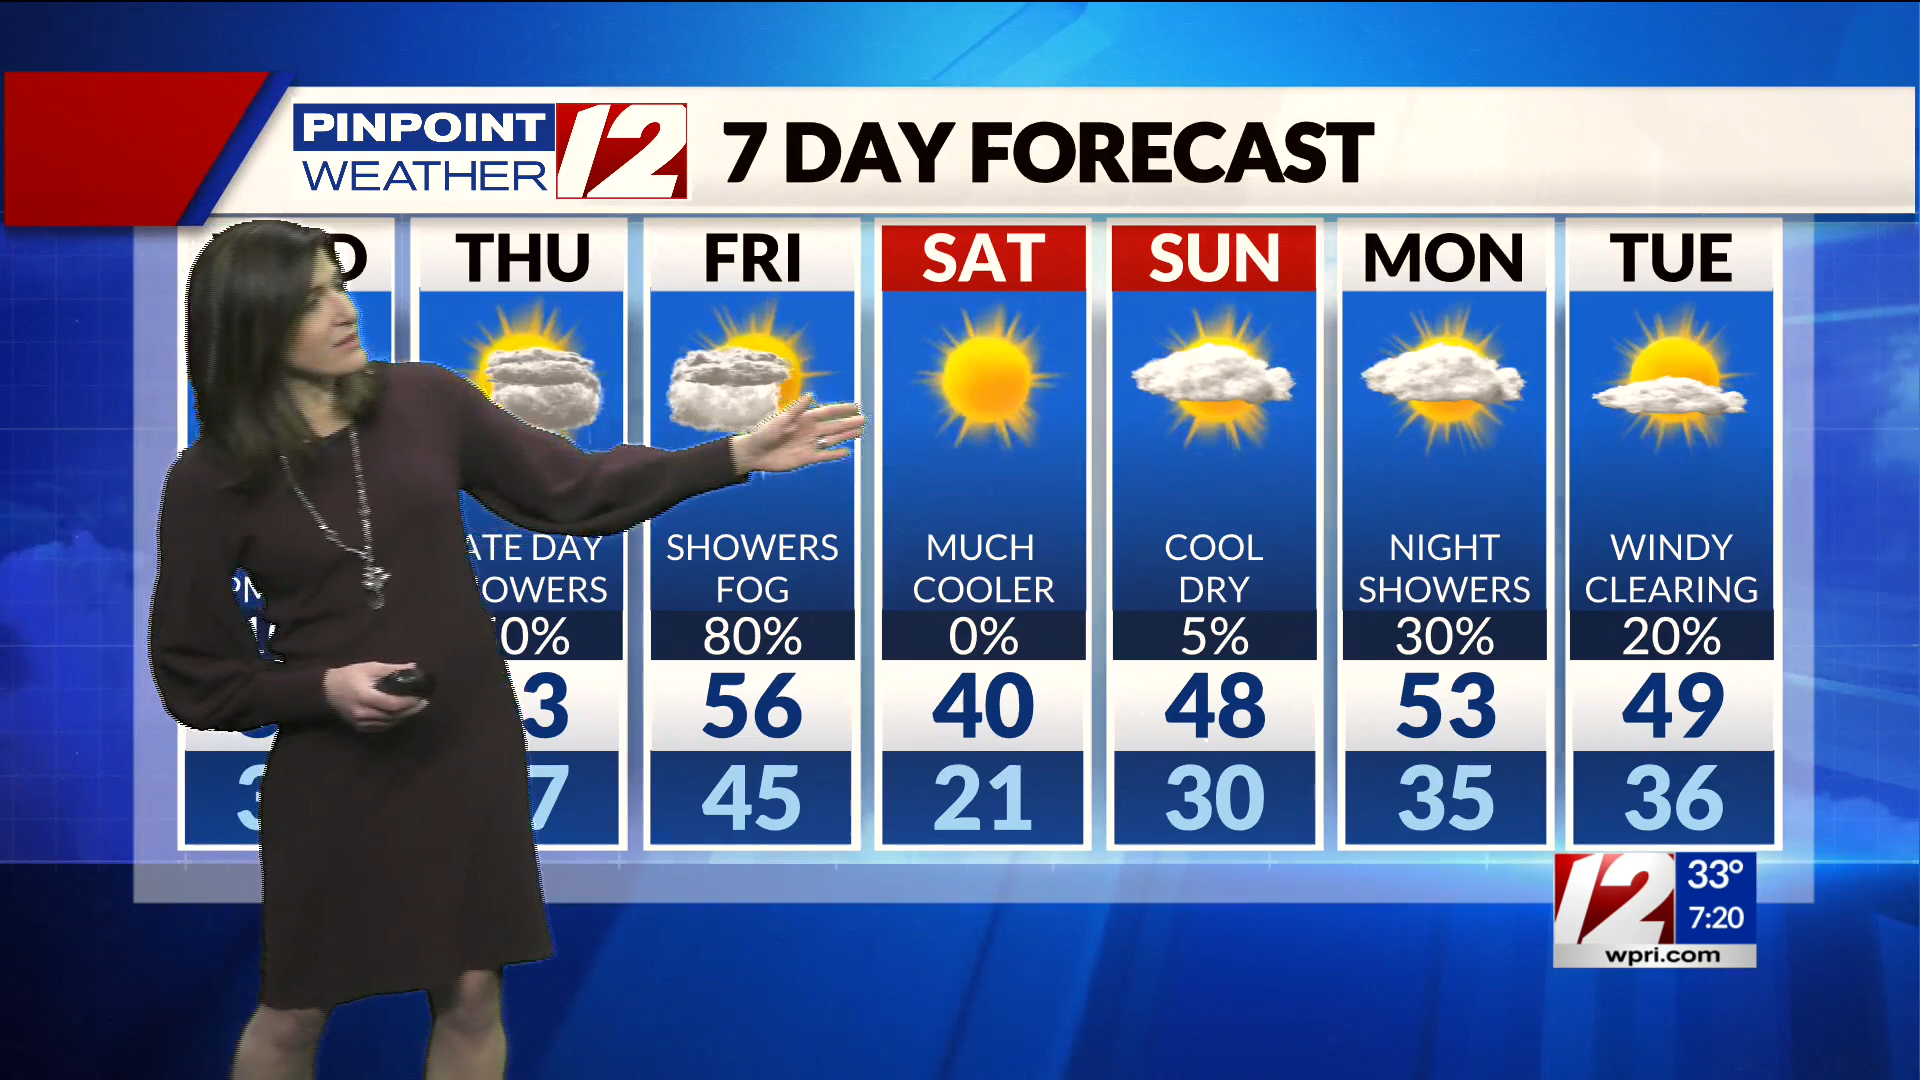 PINPOINT
WEATHER
12
7 DAY FORECAST
THU
FRI
SAT
SUN
MON
TUE
SHOWERS
FOG
MUCH
COOLER
COOL
DRY
NIGHT
SHOWERS
WINDY
CLEARING
80%
0%
5%
30%
20%
56
40
48
53
49
45
21
30
35
36
12
33°
7:20
wpri.com